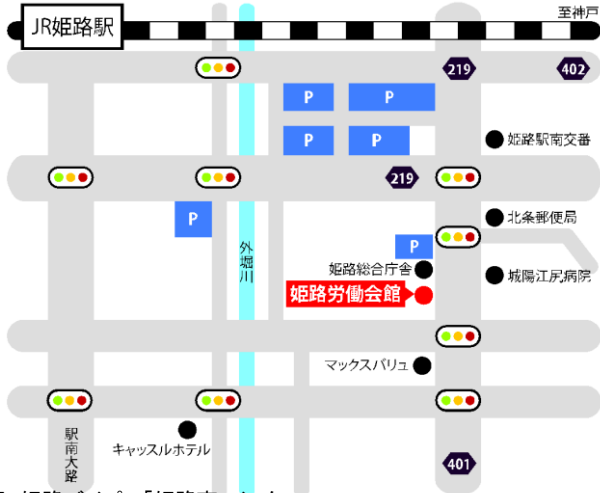 至神戸
JR姫路駅
219
402
P
P
P
P
姫路駅南交番
219
P
北条郵便局
P
外堀川
姫路総合庁舎
城陽江尻病院
姫路労働会館
マックスバリュ
駅南大路
キャッスルホテル
401